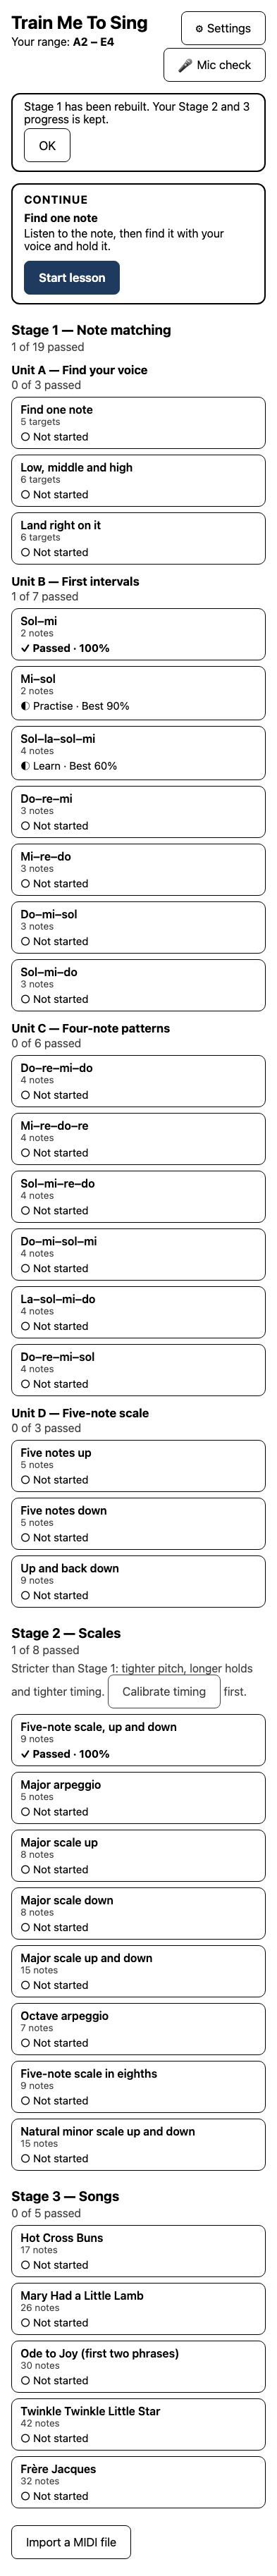 Train Me To Sing
Your range: A2 – E4
⚙ Settings
🎤 Mic check
Stage 1 has been rebuilt. Your Stage 2 and 3
progress is kept.
OK
CONTINUE
Find one note
Listen to the note, then find it with your
voice and hold it.
Start lesson
Stage 1 — Note matching
1 of 19 passed
Unit A — Find your voice
0 of 3 passed
Find one note
5 targets
○ Not started
Low, middle and high
6 targets
○ Not started
Land right on it
6 targets
○ Not started
Unit B — First intervals
1 of 7 passed
Sol–mi
2 notes
✓ Passed · 100%
Mi–sol
2 notes
◐ Practise · Best 90%
Sol–la–sol–mi
4 notes
◐ Learn · Best 60%
Do–re–mi
3 notes
○ Not started
Mi–re–do
3 notes
○ Not started
Do–mi–sol
3 notes
○ Not started
Sol–mi–do
3 notes
○ Not started
Unit C — Four-note patterns
0 of 6 passed
Do–re–mi–do
4 notes
○ Not started
Mi–re–do–re
4 notes
○ Not started
Sol–mi–re–do
4 notes
○ Not started
Do–mi–sol–mi
4 notes
○ Not started
La–sol–mi–do
4 notes
○ Not started
Do–re–mi–sol
4 notes
○ Not started
Unit D — Five-note scale
0 of 3 passed
Five notes up
5 notes
○ Not started
Five notes down
5 notes
○ Not started
Up and back down
9 notes
○ Not started
Stage 2 — Scales
1 of 8 passed
Stricter than Stage 1: tighter pitch, longer holds
and tighter timing. Calibrate timing first.
Five-note scale, up and down
9 notes
✓ Passed · 100%
Major arpeggio
5 notes
○ Not started
Major scale up
8 notes
○ Not started
Major scale down
8 notes
○ Not started
Major scale up and down
15 notes
○ Not started
Octave arpeggio
7 notes
○ Not started
Five-note scale in eighths
9 notes
○ Not started
Natural minor scale up and down
15 notes
○ Not started
Stage 3 — Songs
0 of 5 passed
Hot Cross Buns
17 notes
○ Not started
Mary Had a Little Lamb
26 notes
○ Not started
Ode to Joy (first two phrases)
30 notes
○ Not started
Twinkle Twinkle Little Star
42 notes
○ Not started
Frère Jacques
32 notes
○ Not started
Import a MIDI file